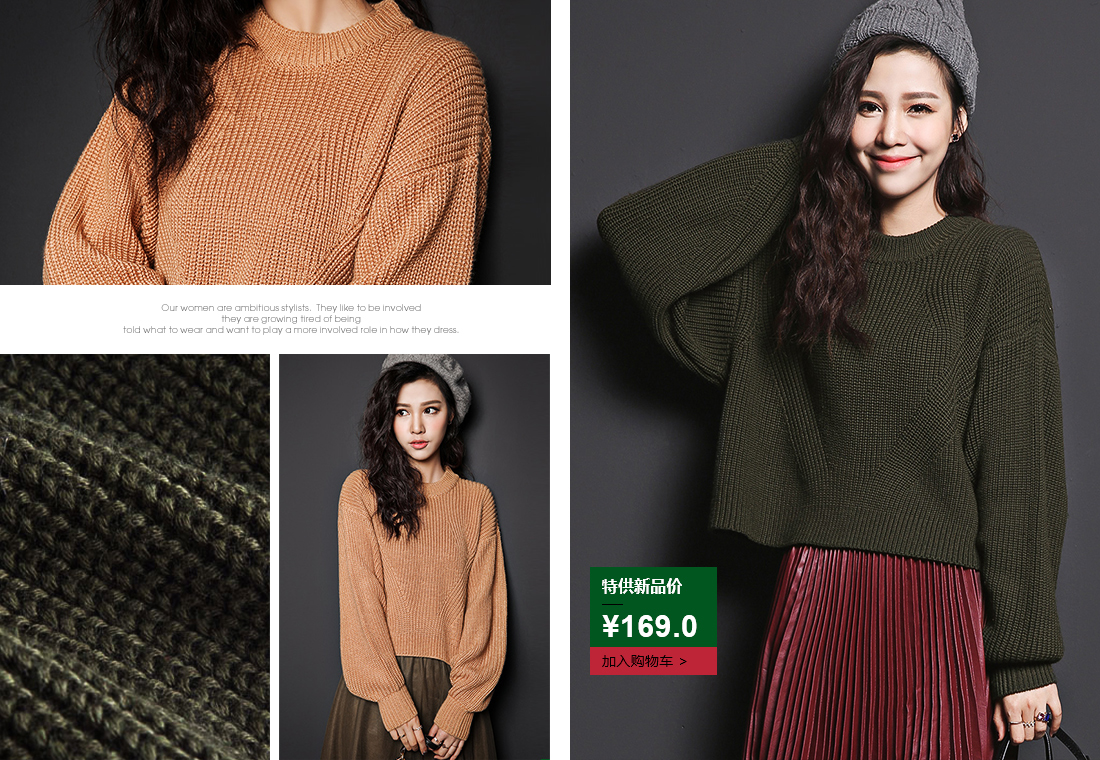 Our women are ambitious stylists. They like to be involved
they are growing tired of being
told what to wear and want to play a more involved role in how they dress.
特供新品价
¥169.0
加入购物车 >